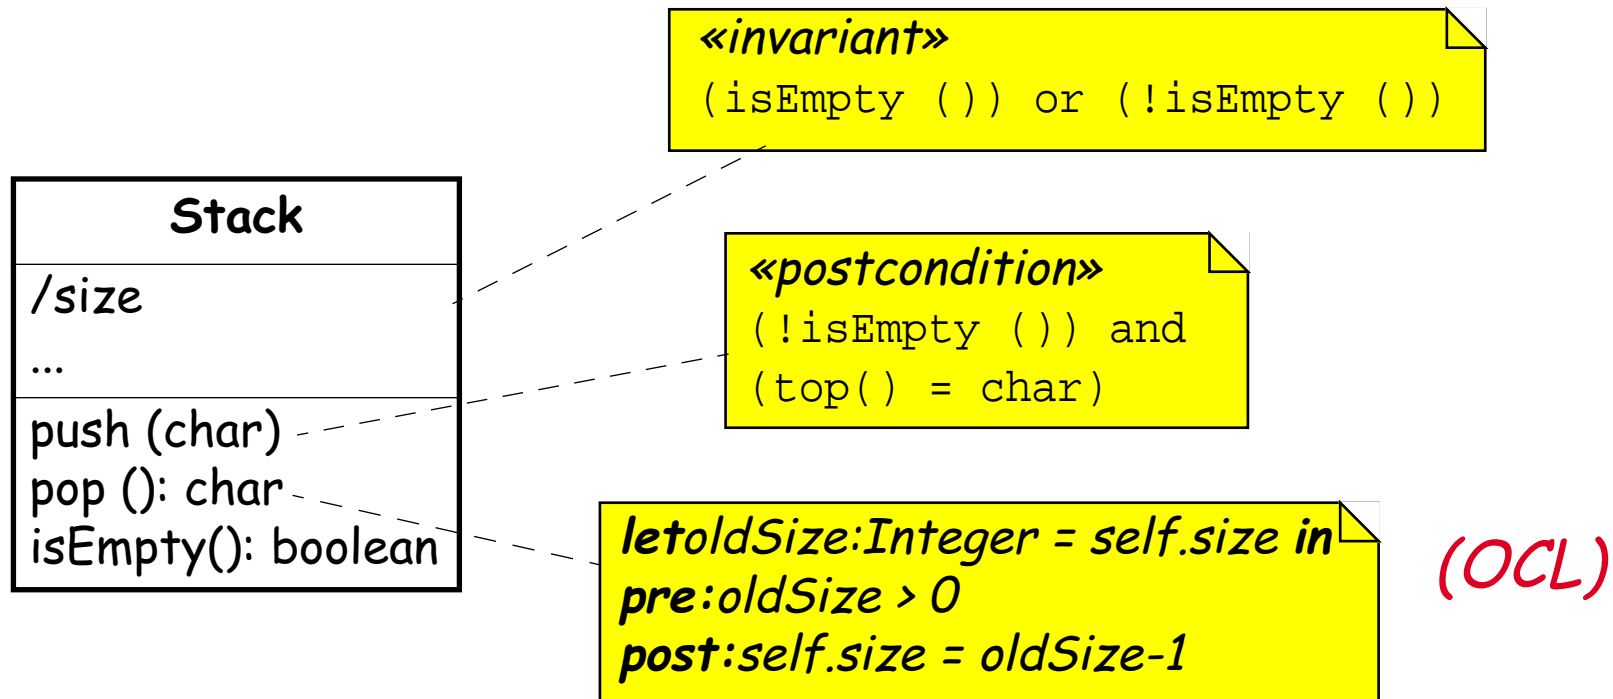 «invariant»
(isEmpty ()) or (!isEmpty ())
Stack
/size
...
push (char)
pop (): char
isEmpty(): boolean
«postcondition»
(!isEmpty ()) and
(top() = char)
letoldSize:Integer = self.size in
pre:oldSize > 0
post:self.size = oldSize-1
(OCL)